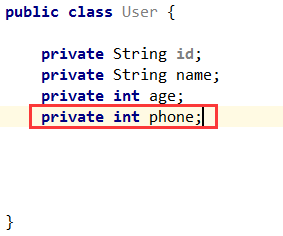 public class User {
private String id;
private String name;
private int age;
private int phone;
}